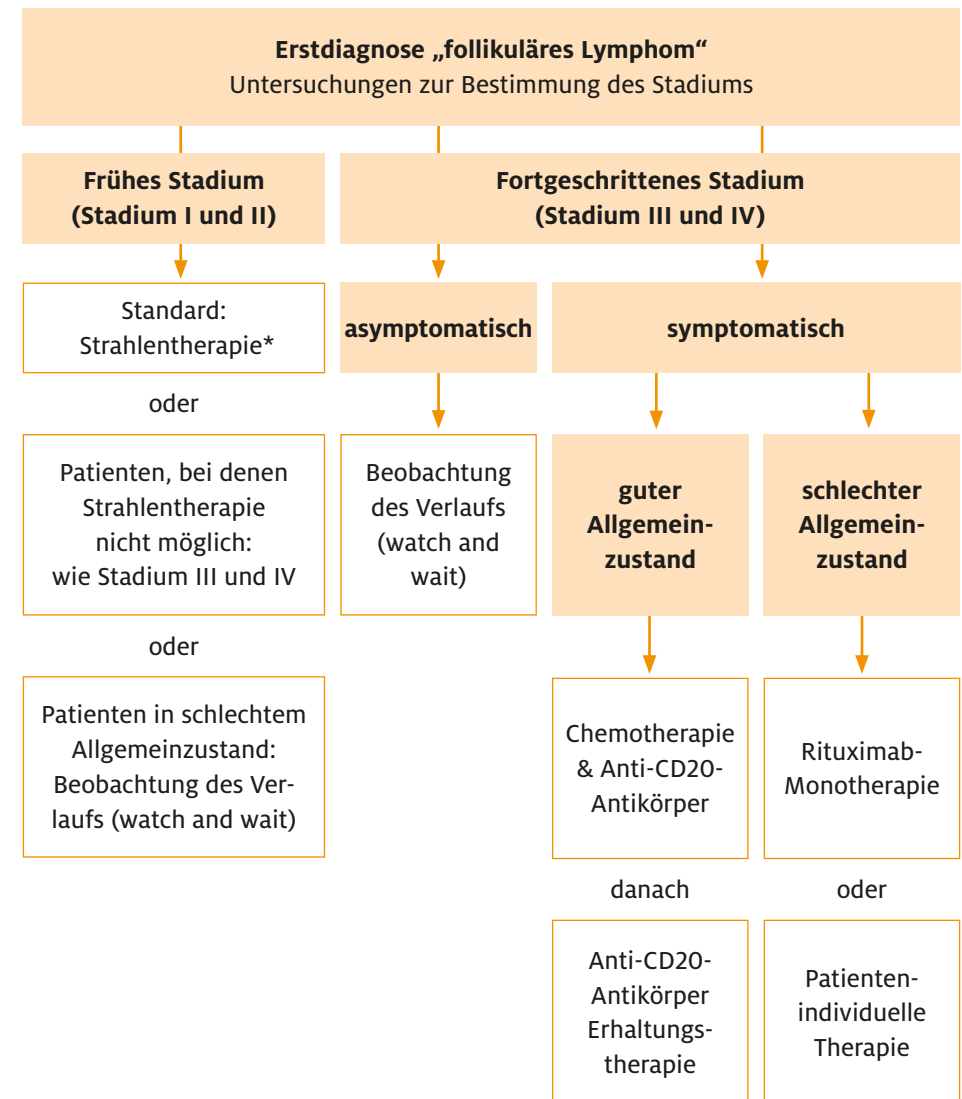 Erstdiagnose „follikuläres Lymphom“
Untersuchungen zur Bestimmung des Stadiums
Frühes Stadium
(Stadium I und II)
Fortgeschrittenes Stadium
(Stadium III und IV)
Standard:
Strahlentherapie*
oder
Patienten, bei denen
Strahlentherapie
nicht möglich:
wie Stadium III und IV
oder
Patienten in schlechtem
Allgemeinzustand:
Beobachtung des Ver-
laufs (watch and wait)
asymptomatisch
Beobachtung
des Verlaufs
(watch and
wait)
symptomatisch
guter
Allgemein-
zustand
Chemotherapie
& Anti-CD20-
Antikörper
danach
Anti-CD20-
Antikörper
Erhaltungs-
therapie
schlechter
Allgemein-
zustand
Rituximab-
Monotherapie
oder
Patienten-
individuelle
Therapie